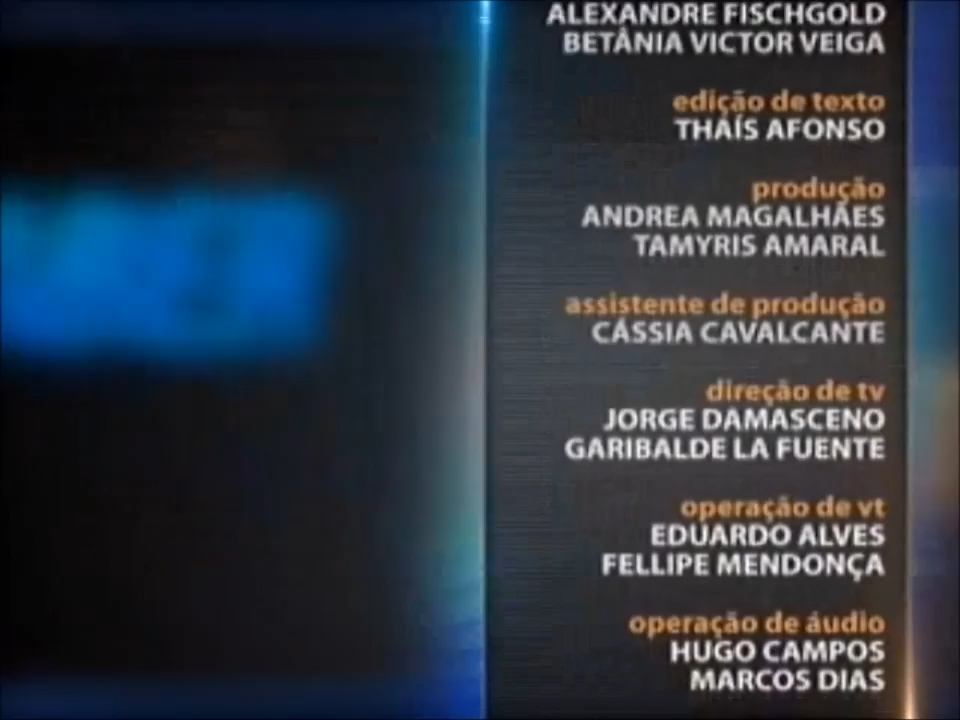 ALEXANDRE FISCHGOLD
BETÂNIA VICTOR VEIGA
edição de texto
THAÍS AFONSO
produção
ANDREA MAGALHÃES
TAMYRIS AMARAL
assistente de produção
CÁSSIA CAVALCANTE
direção de tv
JORGE DAMASCENO
GARIBALDE LA FUENTE
operação de vt
EDUARDO ALVES
FELLIPE MENDONÇA
operação de áudio
HUGO CAMPOS
MARCOS DIAS